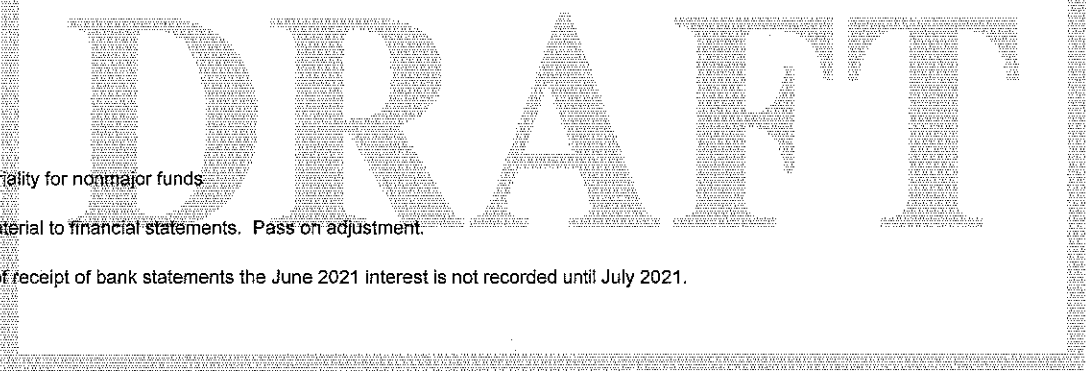 DRAFT
riality for nonmajor funds
aterial to financial statements. Pass on adjustment.
of receipt of bank statements the June 2021 interest is not recorded until July 2021.